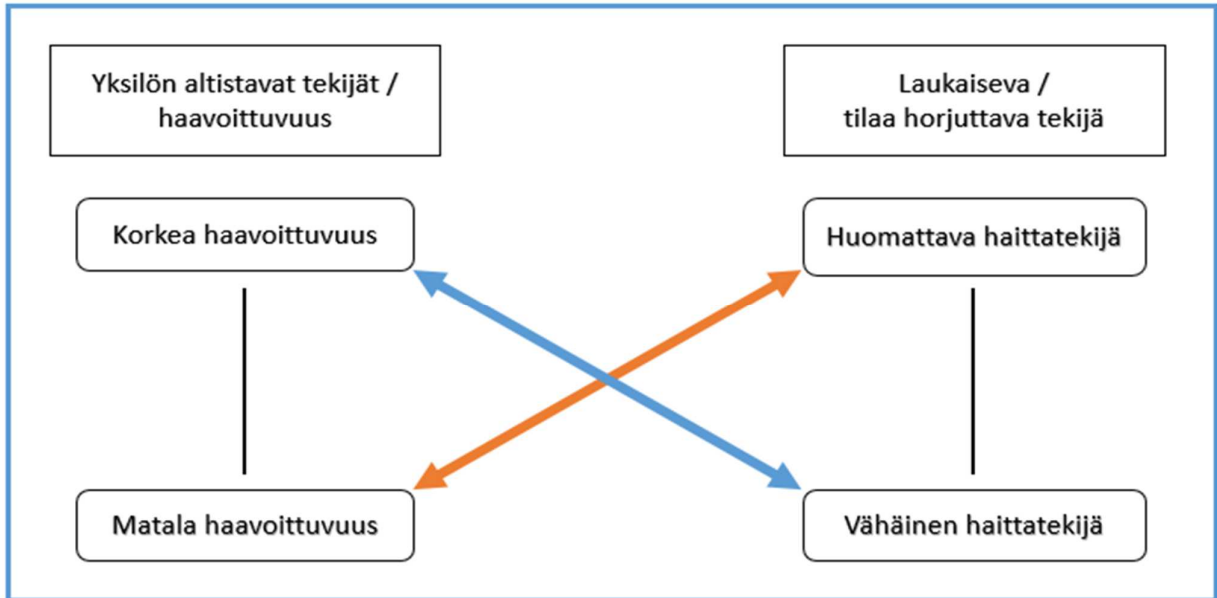 Yksilön altistavat tekijät /
haavoittuvuus
Laukaiseva /
tilaa horjuttava tekijä
Korkea haavoittuvuus
Huomattava haittatekijä
Matala haavoittuvuus
Vähäinen haittatekijä